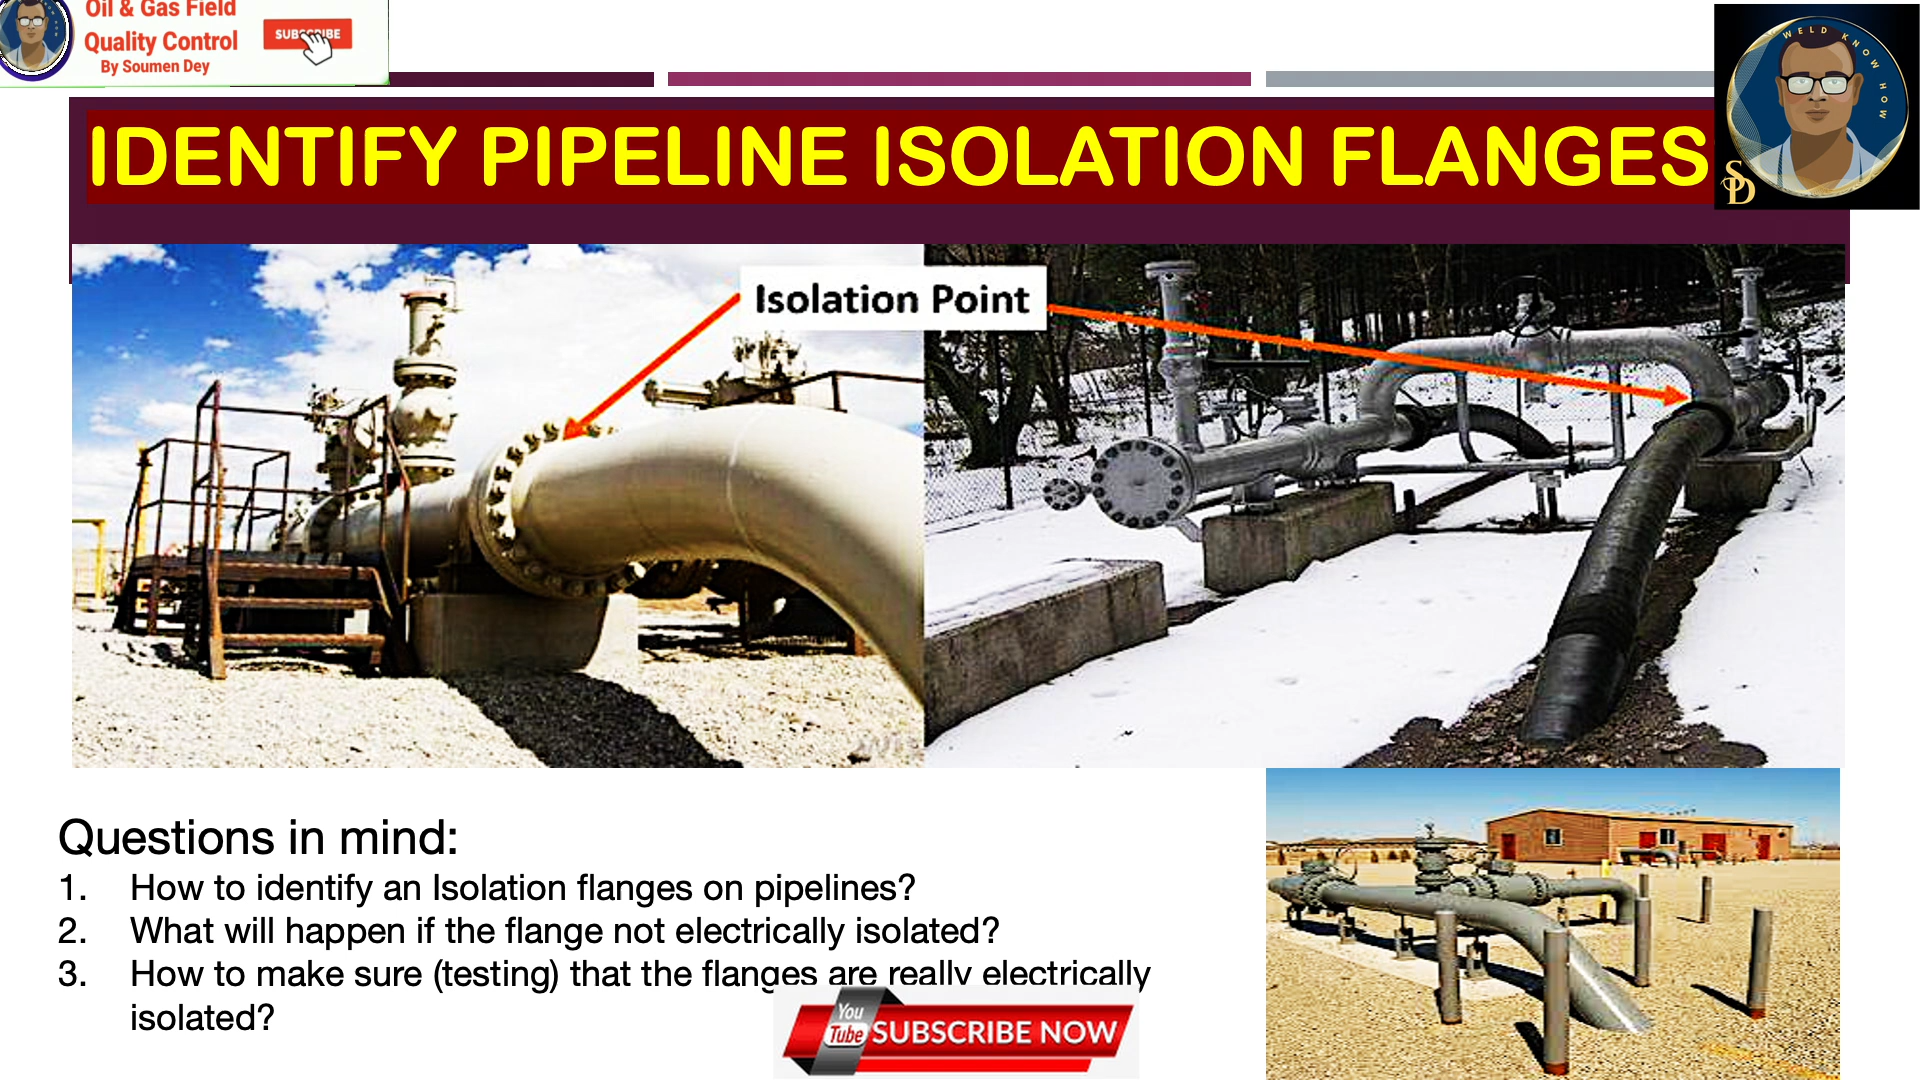 Oil & Gas Field
Quality Control
By Soumen Dey
SUBSCRIBE
WELD KNOW HOW
SD
IDENTIFY PIPELINE ISOLATION FLANGES
Isolation Point
Questions in mind:
1. How to identify an Isolation flanges on pipelines?
2. What will happen if the flange not electrically isolated?
3. How to make sure (testing) that the flanges are really electrically
isolated?
You
Tube
SUBSCRIBE NOW